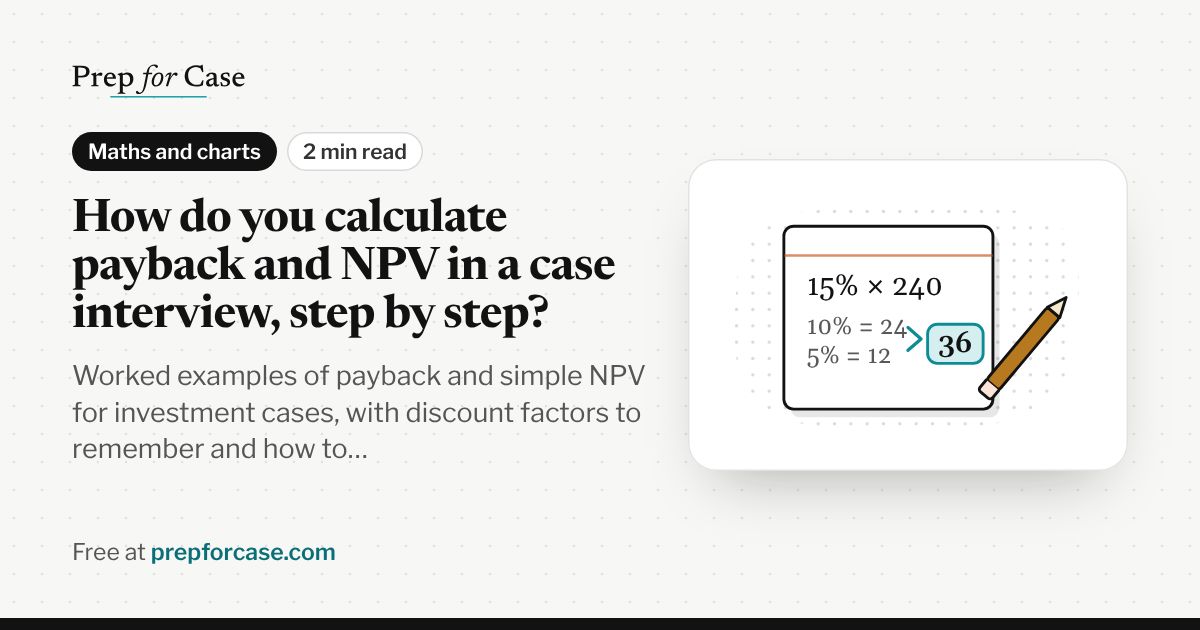 Prep for Case
Maths and charts
2 min read
How do you calculate
payback and NPV in a case
interview, step by step?
Worked examples of payback and simple NPV
for investment cases, with discount factors to
remember and how to...
Free at prepforcase.com
15% × 240
10% = 24
5% = 12
36